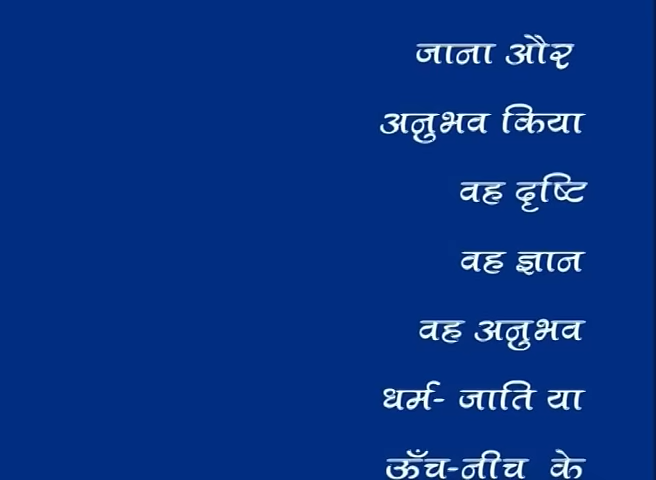 जाना और
अनुभव किया
वह दृष्टि
वह ज्ञान
वह अनुभव
धर्म- जाति या
ऊँच-नीच के